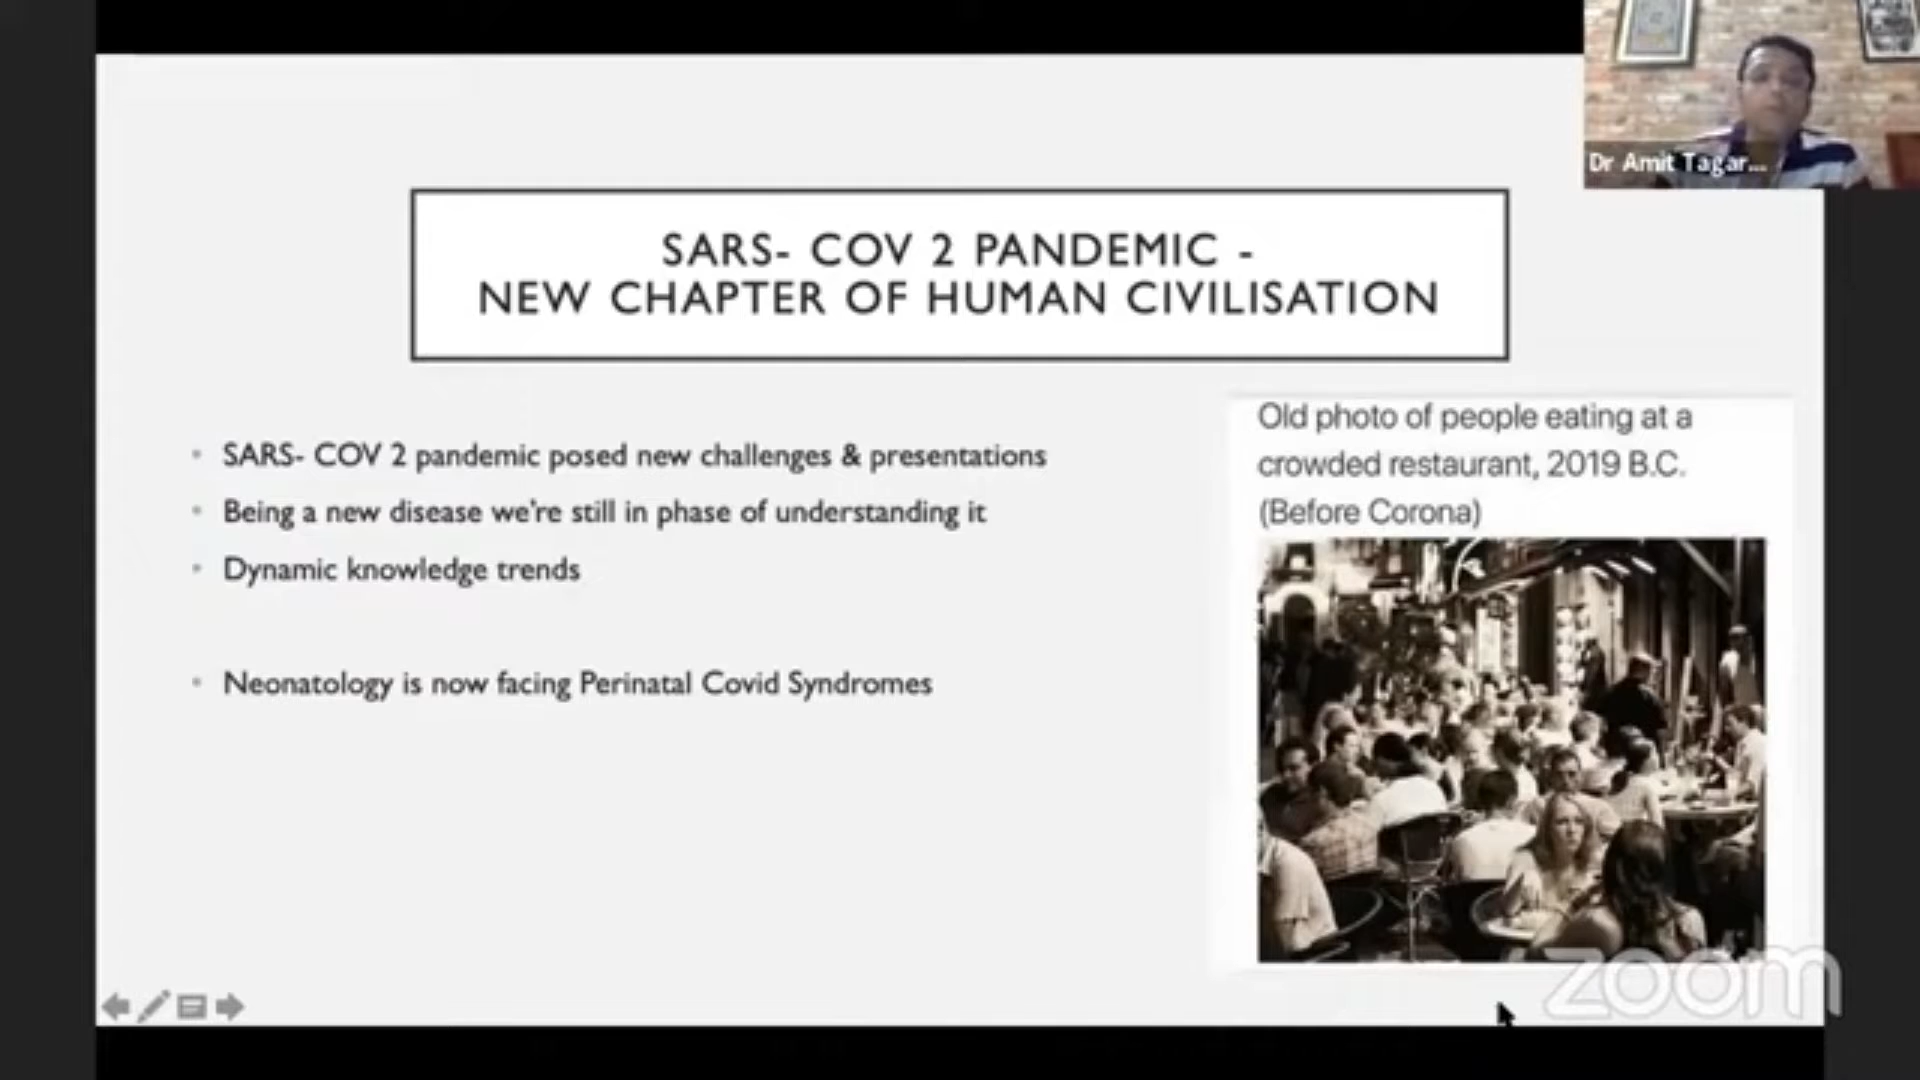 Dr Amit Tagar...
SARS- COV 2 PANDEMIC -
NEW CHAPTER OF HUMAN CIVILISATION
SARS- COV 2 pandemic posed new challenges & presentations
Being a new disease we're still in phase of understanding it
Dynamic knowledge trends
Neonatology is now facing Perinatal Covid Syndromes
Old photo of people eating at a
crowded restaurant, 2019 B.C.
(Before Corona)
zoom